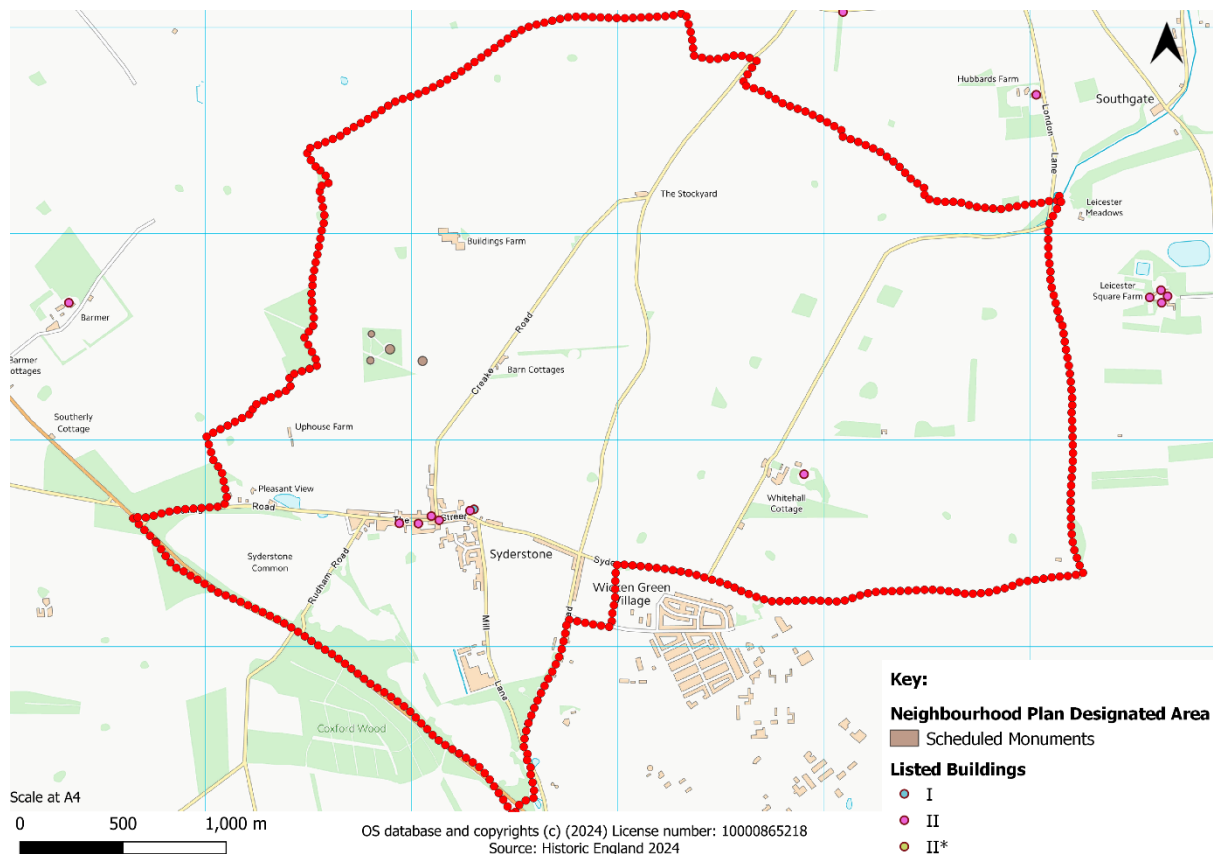 Hubbards Farm
Southgate
London Lane
The Stockyard
Leicester
Meadows
Buildings Farm
Leicester
Square Farm
Barmer
Barmer
ottages
Creake Road
Barn Cottages
Southerly
Cottage
Uphouse Farm
Pleasant View
Road
The Street
Whitehall
Cottage
Syderstone
Syderstone
Common
Rudham Road
Wicken Green
Village
Mill Lane
Coxford Wood
Key:
Neighbourhood Plan Designated Area
Scheduled Monuments
Listed Buildings
I
II
II*
Scale at A4
0 500 1,000 m
OS database and copyrights (c) (2024) License number: 10000865218
Source: Historic England 2024